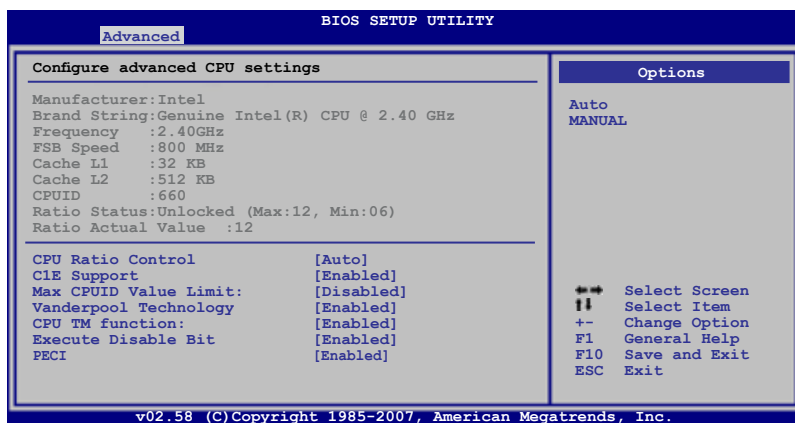 BIOS SETUP UTILITY
Advanced
Configure advanced CPU settings
Manufacturer:Intel
Brand String:Genuine Intel(R) CPU @ 2.40 GHz
Frequency :2.40GHz
FSB Speed :800 MHz
Cache L1 :32 KB
Cache L2 :512 KB
CPUID :660
Ratio Status:Unlocked (Max:12, Min:06)
Ratio Actual Value :12
CPU Ratio Control [Auto]
C1E Support [Enabled]
Max CPUID Value Limit: [Disabled]
Vanderpool Technology [Enabled]
CPU TM function: [Enabled]
Execute Disable Bit [Enabled]
PECI [Enabled]
Options
Auto
MANUAL
←→ Select Screen
↑↓ Select Item
+- Change Option
F1 General Help
F10 Save and Exit
ESC Exit
v02.58 (C)Copyright 1985-2007, American Megatrends, Inc.